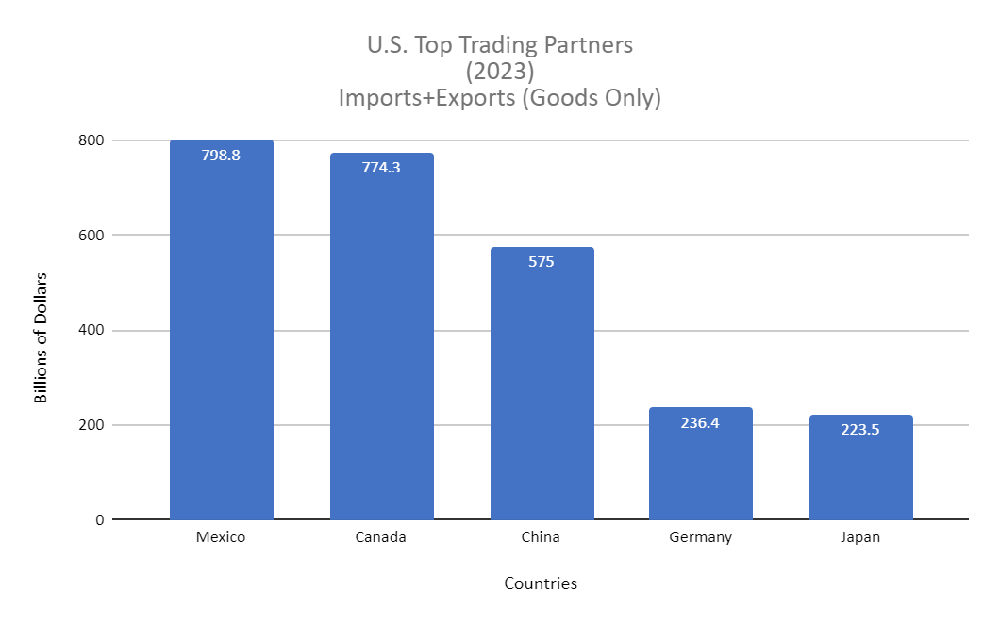 U.S. Top Trading Partners
(2023)
Imports+Exports (Goods Only)
800
600
400
200
0
Billions of Dollars
798.8
774.3
575
236.4
223.5
Mexico
Canada
China
Germany
Japan
Countries